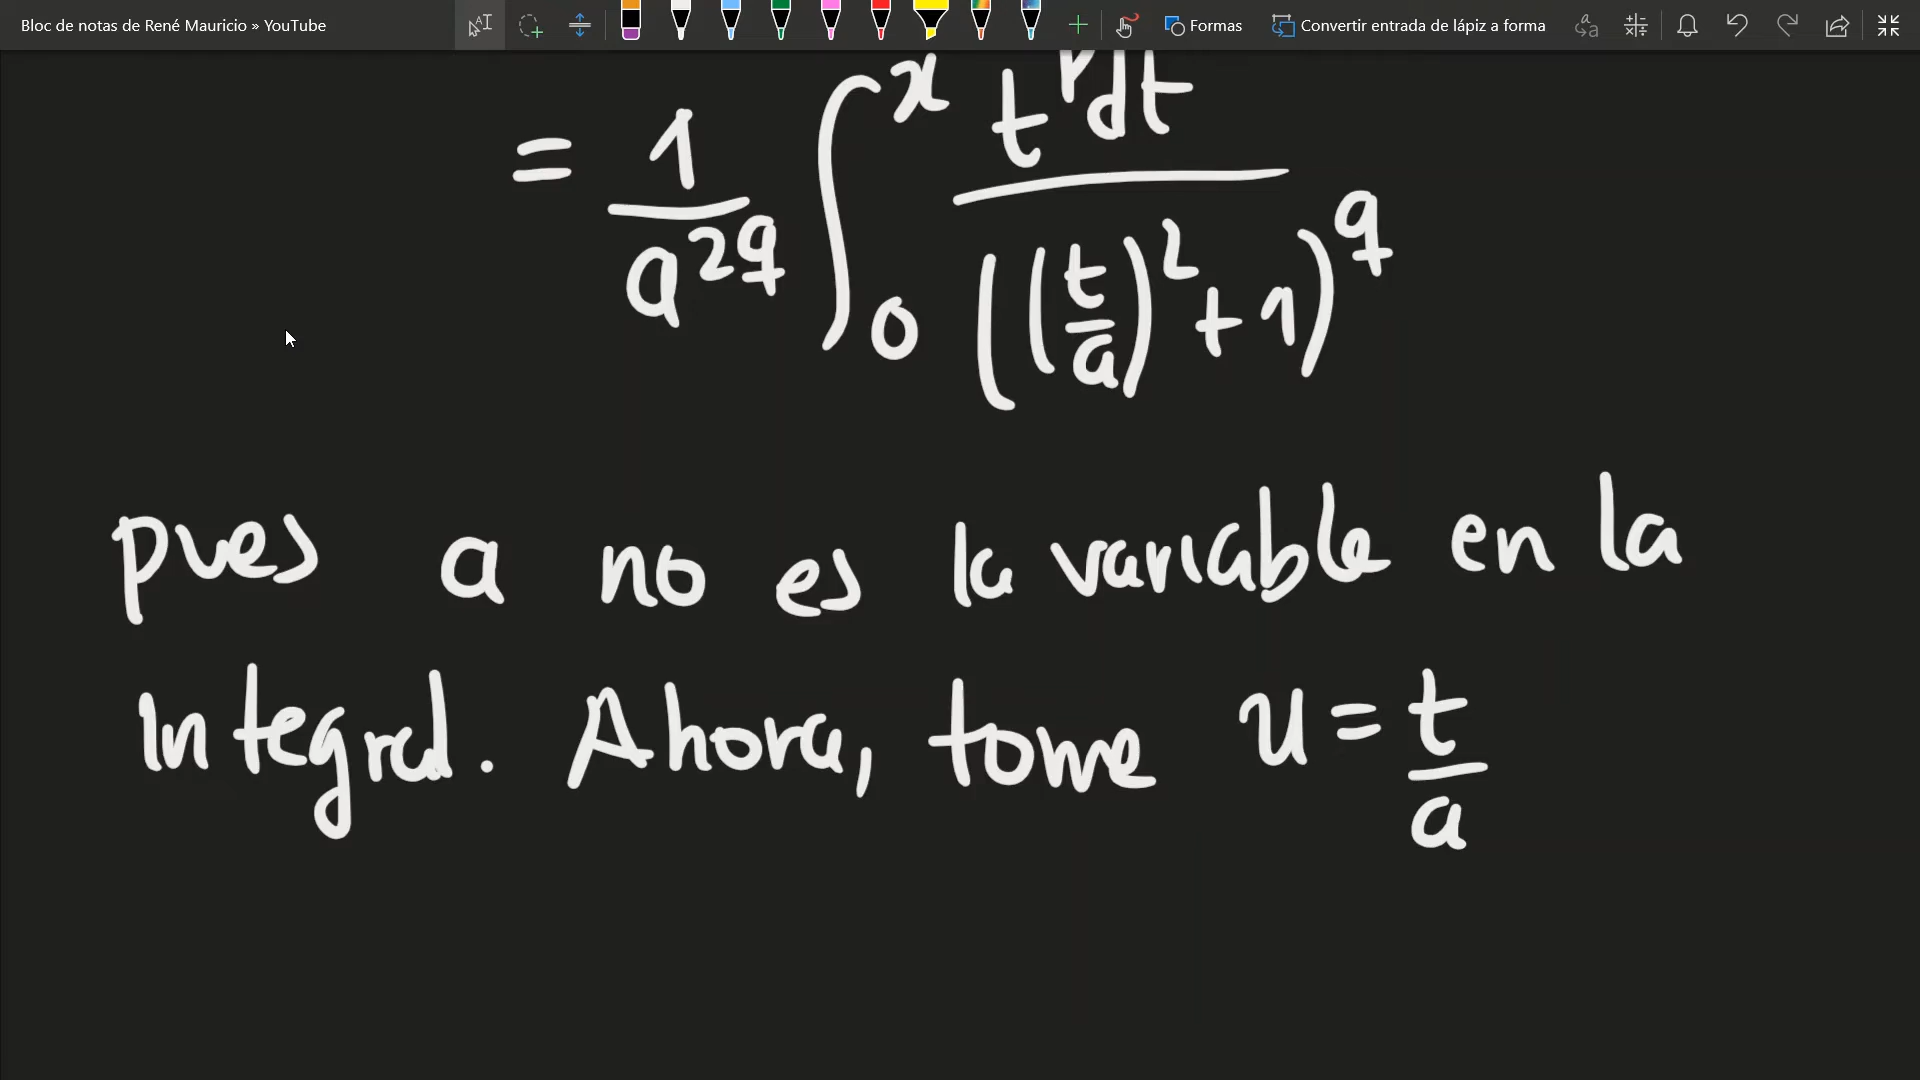 Bloc de notas de René Mauricio » YouTube
Formas
Convertir entrada de lápiz a forma
= 1/a^{2q} ∫_0^x t^p dt / ((t/a)^2 + 1)^q
pues a no es la variable en la
Integral. Ahora, tome u = t/a